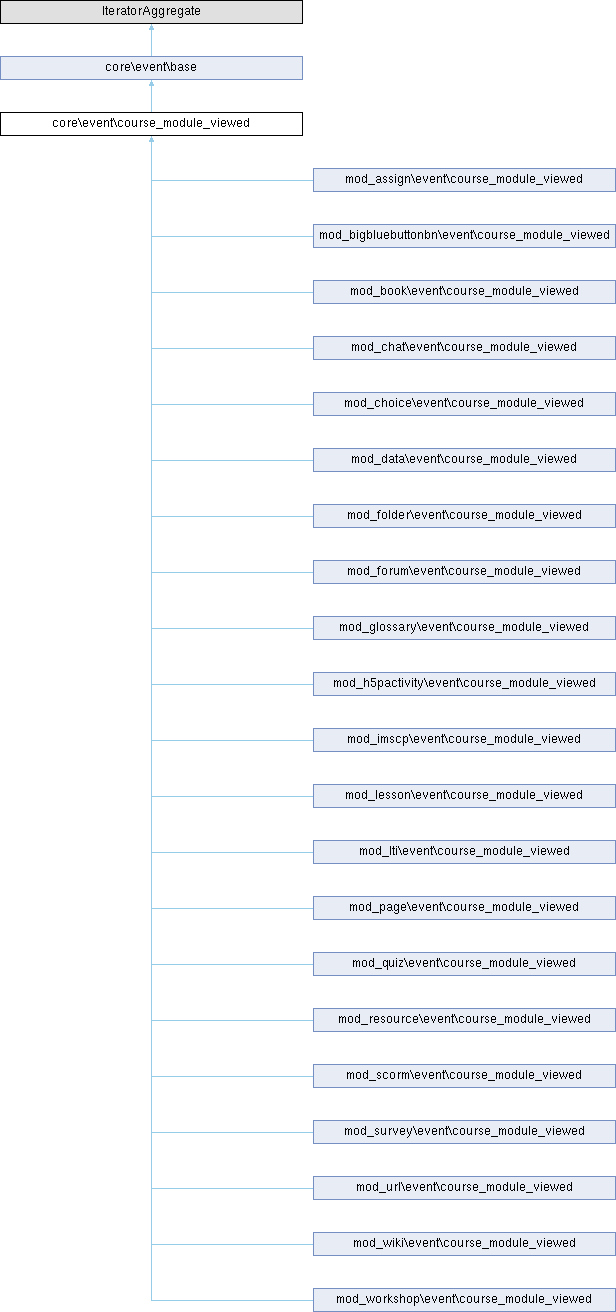 IteratorAggregate
core\event\base
core\event\course_module_viewed
mod_assign\event\course_module_viewed
mod_bigbluebuttonbn\event\course_module_viewed
mod_book\event\course_module_viewed
mod_chat\event\course_module_viewed
mod_choice\event\course_module_viewed
mod_data\event\course_module_viewed
mod_folder\event\course_module_viewed
mod_forum\event\course_module_viewed
mod_glossary\event\course_module_viewed
mod_h5pactivity\event\course_module_viewed
mod_imscp\event\course_module_viewed
mod_lesson\event\course_module_viewed
mod_lti\event\course_module_viewed
mod_page\event\course_module_viewed
mod_quiz\event\course_module_viewed
mod_resource\event\course_module_viewed
mod_scorm\event\course_module_viewed
mod_survey\event\course_module_viewed
mod_url\event\course_module_viewed
mod_wiki\event\course_module_viewed
mod_workshop\event\course_module_viewed